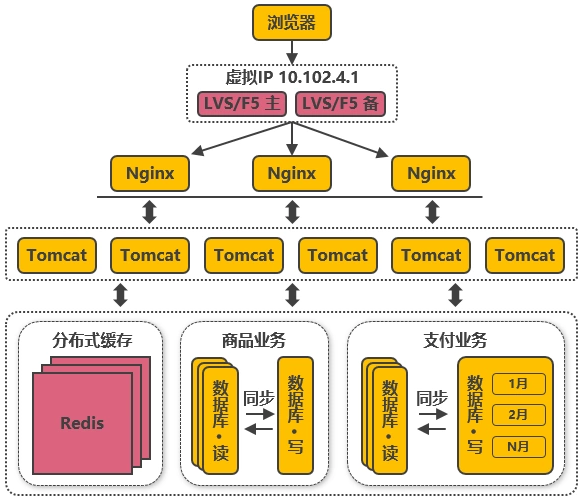 浏览器
虚拟IP 10.102.4.1
LVS/F5 主
LVS/F5 备
Nginx
Nginx
Nginx
Tomcat
Tomcat
Tomcat
Tomcat
Tomcat
Tomcat
分布式缓存
Redis
商品业务
数据库·读
同步
数据库·写
支付业务
数据库·读
同步
数据库·写
1月
2月
N月